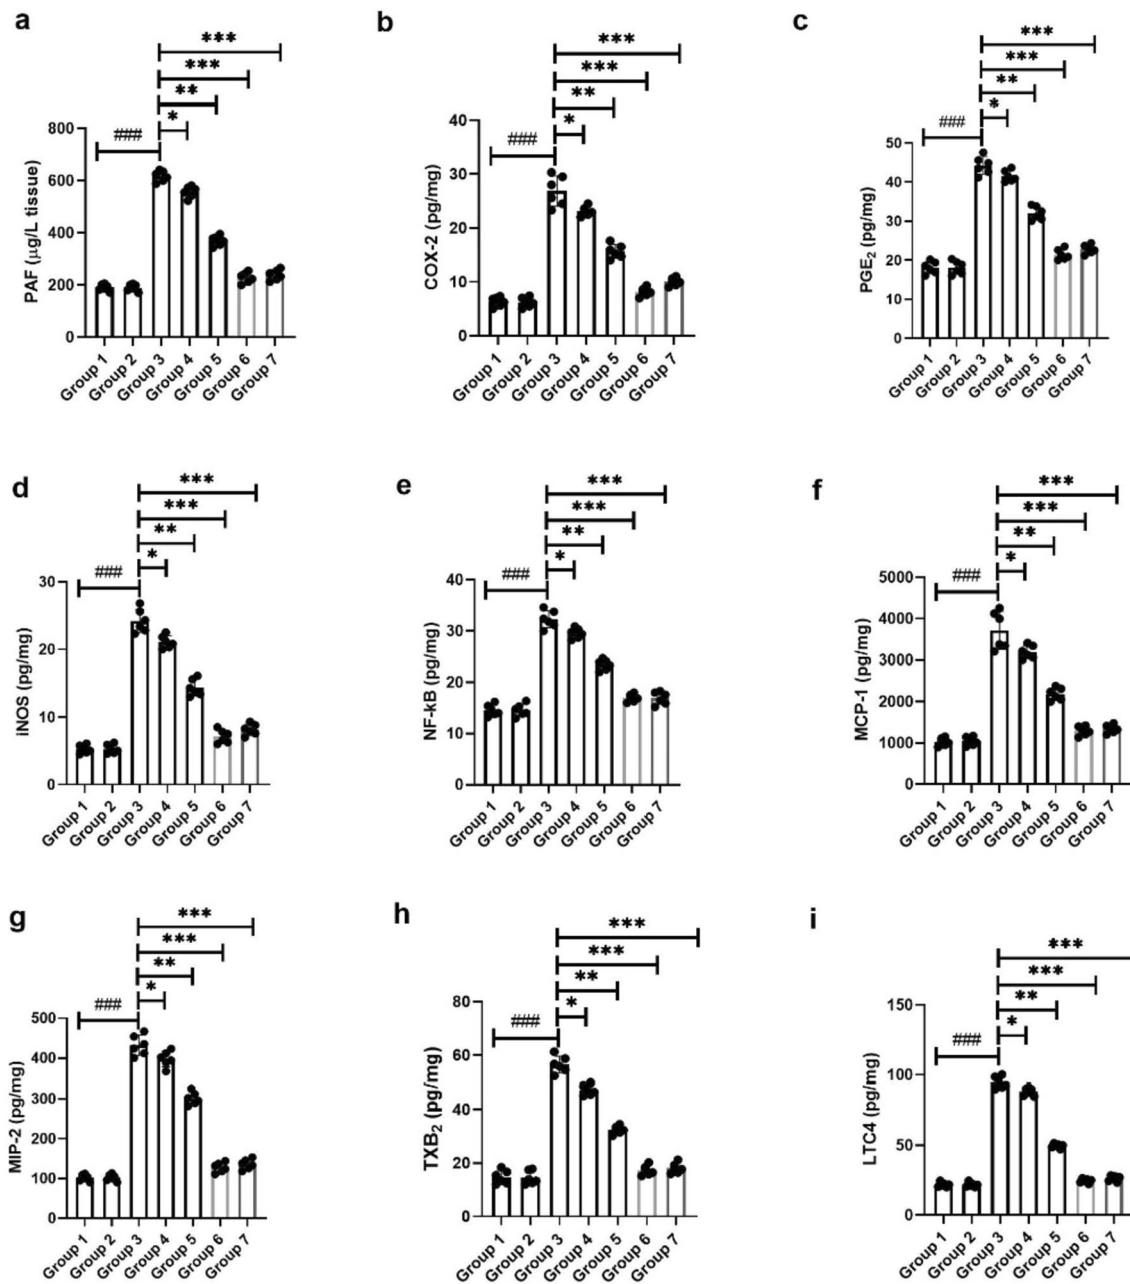 a
***
***
**
*
###
PAF (μg/L tissue)
800
600
400
200
0
Group 1
Group 2
Group 3
Group 4
Group 5
Group 6
Group 7
b
***
***
**
*
###
COX-2 (pg/mg)
40
30
20
10
0
Group 1
Group 2
Group 3
Group 4
Group 5
Group 6
Group 7
c
***
***
**
*
###
PGE₂ (pg/mg)
50
40
30
20
10
0
Group 1
Group 2
Group 3
Group 4
Group 5
Group 6
Group 7
d
***
***
**
*
###
iNOS (pg/mg)
30
20
10
0
Group 1
Group 2
Group 3
Group 4
Group 5
Group 6
Group 7
e
***
***
**
*
###
NF-kB (pg/mg)
40
30
20
10
0
Group 1
Group 2
Group 3
Group 4
Group 5
Group 6
Group 7
f
***
***
**
*
###
MCP-1 (pg/mg)
5000
4000
3000
2000
1000
0
Group 1
Group 2
Group 3
Group 4
Group 5
Group 6
Group 7
g
***
***
**
*
###
MIP-2 (pg/mg)
500
400
300
200
100
0
Group 1
Group 2
Group 3
Group 4
Group 5
Group 6
Group 7
h
***
***
**
*
###
TXB₂ (pg/mg)
80
60
40
20
0
Group 1
Group 2
Group 3
Group 4
Group 5
Group 6
Group 7
i
***
***
**
*
###
LTC4 (pg/mg)
150
100
50
0
Group 1
Group 2
Group 3
Group 4
Group 5
Group 6
Group 7